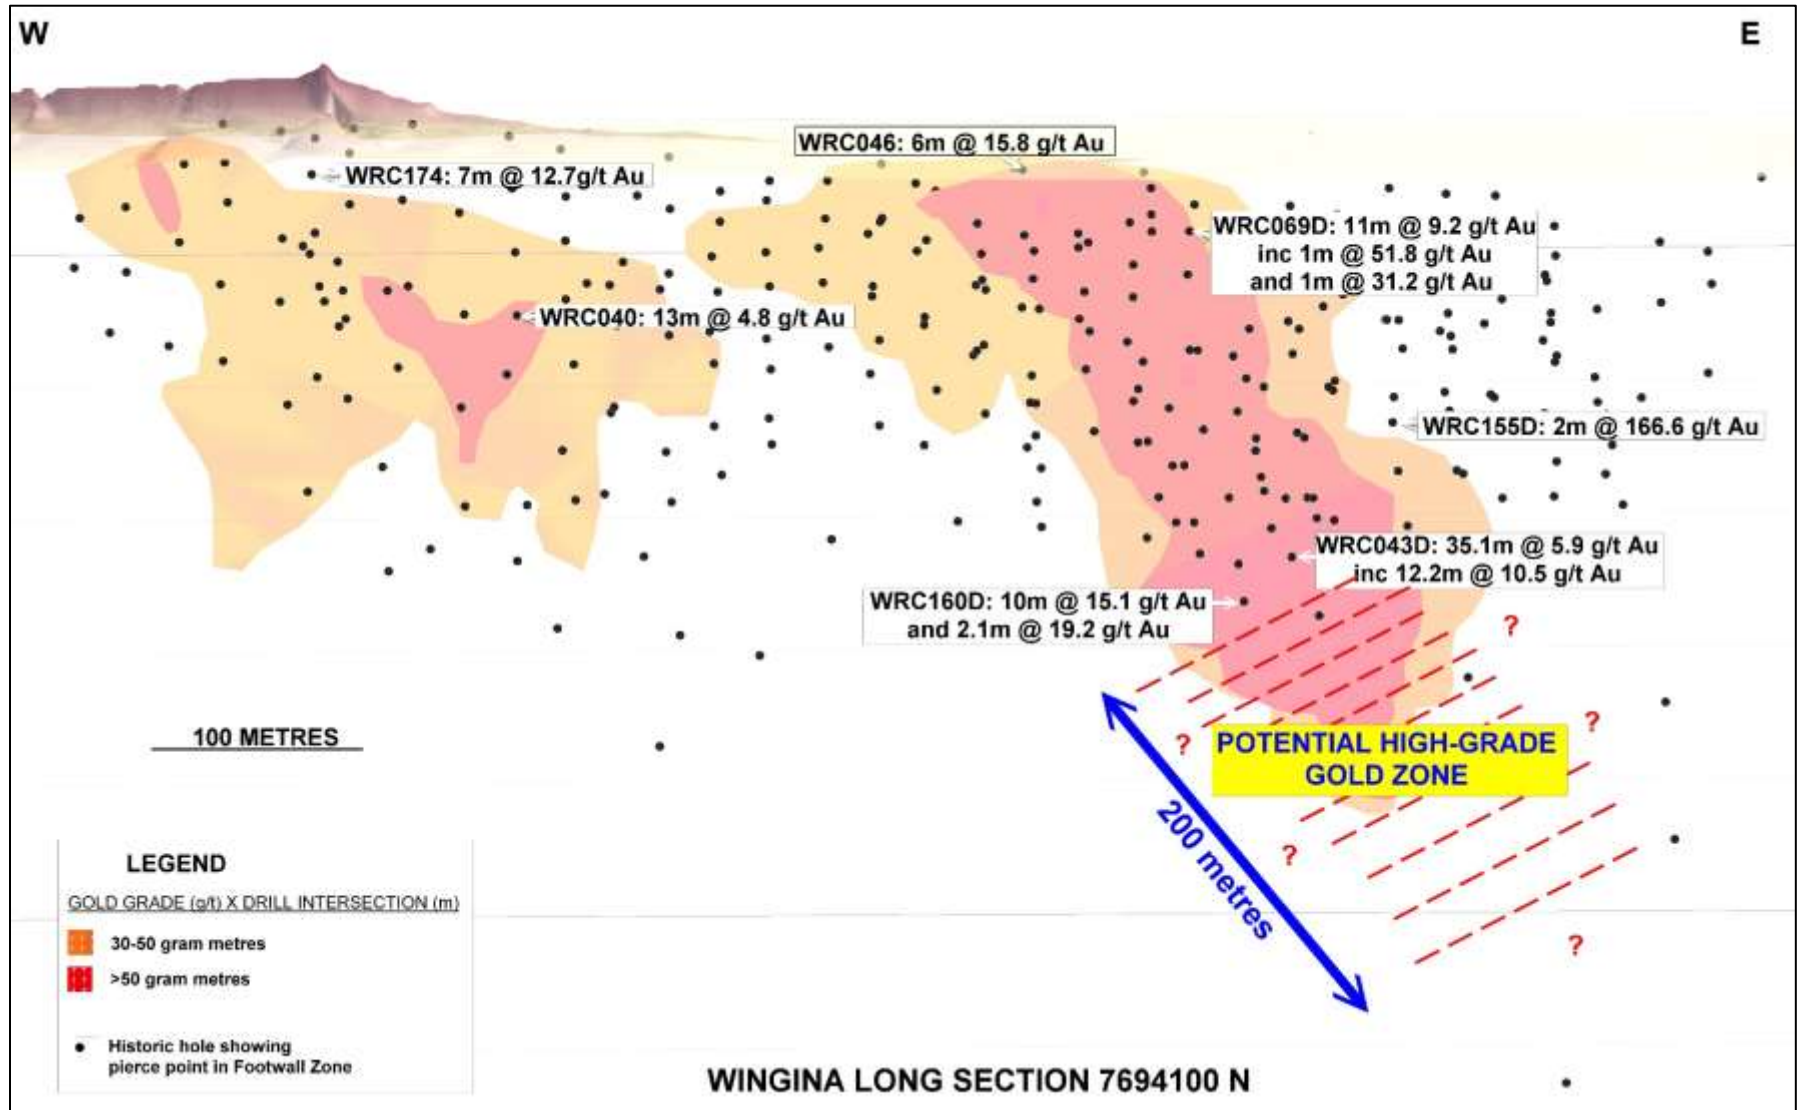 W
E
WRC046: 6m @ 15.8 g/t Au
WRC174: 7m @ 12.7g/t Au
WRC069D: 11m @ 9.2 g/t Au
inc 1m @ 51.8 g/t Au
and 1m @ 31.2 g/t Au
WRC040: 13m @ 4.8 g/t Au
WRC155D: 2m @ 166.6 g/t Au
WRC043D: 35.1m @ 5.9 g/t Au
inc 12.2m @ 10.5 g/t Au
WRC160D: 10m @ 15.1 g/t Au
and 2.1m @ 19.2 g/t Au
?
?
?
100 METRES
POTENTIAL HIGH-GRADE
GOLD ZONE
200 metres
?
?
LEGEND
GOLD GRADE (g/t) X DRILL INTERSECTION (m)
30-50 gram metres
>50 gram metres
Historic hole showing
pierce point in Footwall Zone
WINGINA LONG SECTION 7694100 N